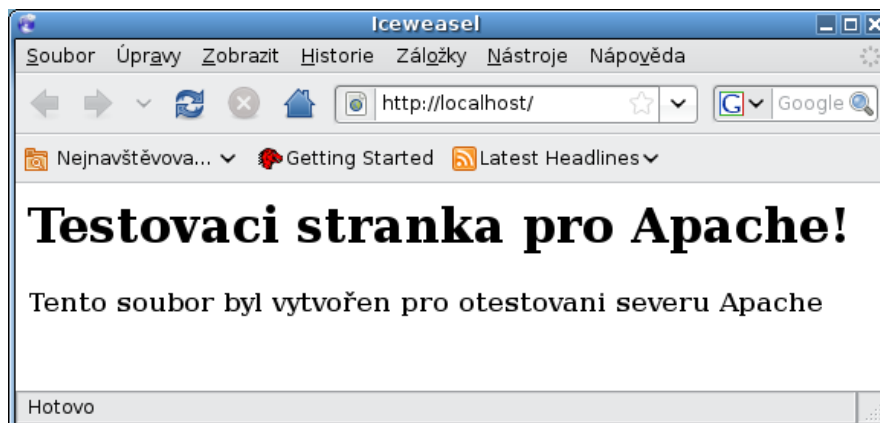 Iceweasel
Soubor Úpravy Zobrazit Historie Záložky Nástroje Nápověda
http://localhost/ G Google
Nejnavštěvova... Getting Started Latest Headlines
Testovaci stranka pro Apache!
Tento soubor byl vytvořen pro otestovani severu Apache
Hotovo